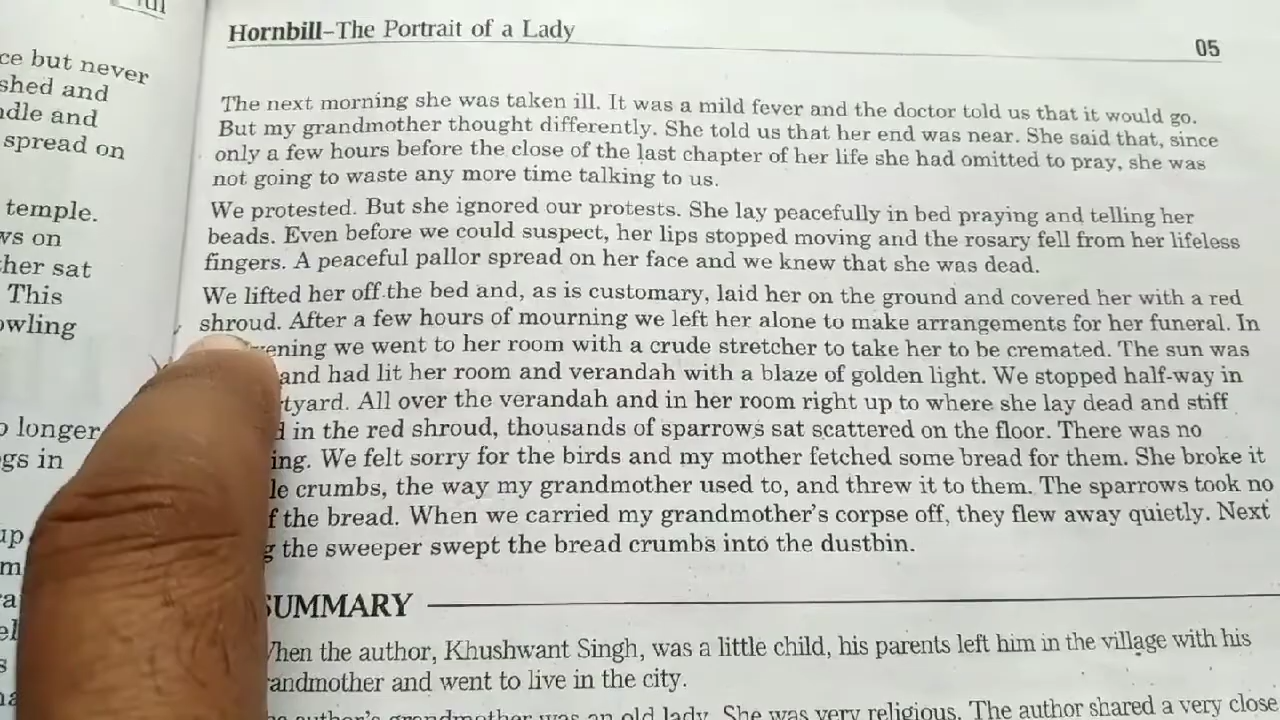 ce but never
shed and
ndle and
spread on
temple.
ws on
her sat
This
owling
longer
gs in
up
Hornbill–The Portrait of a Lady
05
The next morning she was taken ill. It was a mild fever and the doctor told us that it would go.
But my grandmother thought differently. She told us that her end was near. She said that, since
only a few hours before the close of the last chapter of her life she had omitted to pray, she was
not going to waste any more time talking to us.
We protested. But she ignored our protests. She lay peacefully in bed praying and telling her
beads. Even before we could suspect, her lips stopped moving and the rosary fell from her lifeless
fingers. A peaceful pallor spread on her face and we knew that she was dead.
We lifted her off the bed and, as is customary, laid her on the ground and covered her with a red
shroud. After a few hours of mourning we left her alone to make arrangements for her funeral. In
ening we went to her room with a crude stretcher to take her to be cremated. The sun was
and had lit her room and verandah with a blaze of golden light. We stopped half-way in
tyard. All over the verandah and in her room right up to where she lay dead and stiff
in the red shroud, thousands of sparrows sat scattered on the floor. There was no
ing. We felt sorry for the birds and my mother fetched some bread for them. She broke it
le crumbs, the way my grandmother used to, and threw it to them. The sparrows took no
f the bread. When we carried my grandmother's corpse off, they flew away quietly. Next
g the sweeper swept the bread crumbs into the dustbin.
SUMMARY
When the author, Khushwant Singh, was a little child, his parents left him in the village with his
andmother and went to live in the city.
author's grandmother was an old lady. She was very religious. The author shared a very close